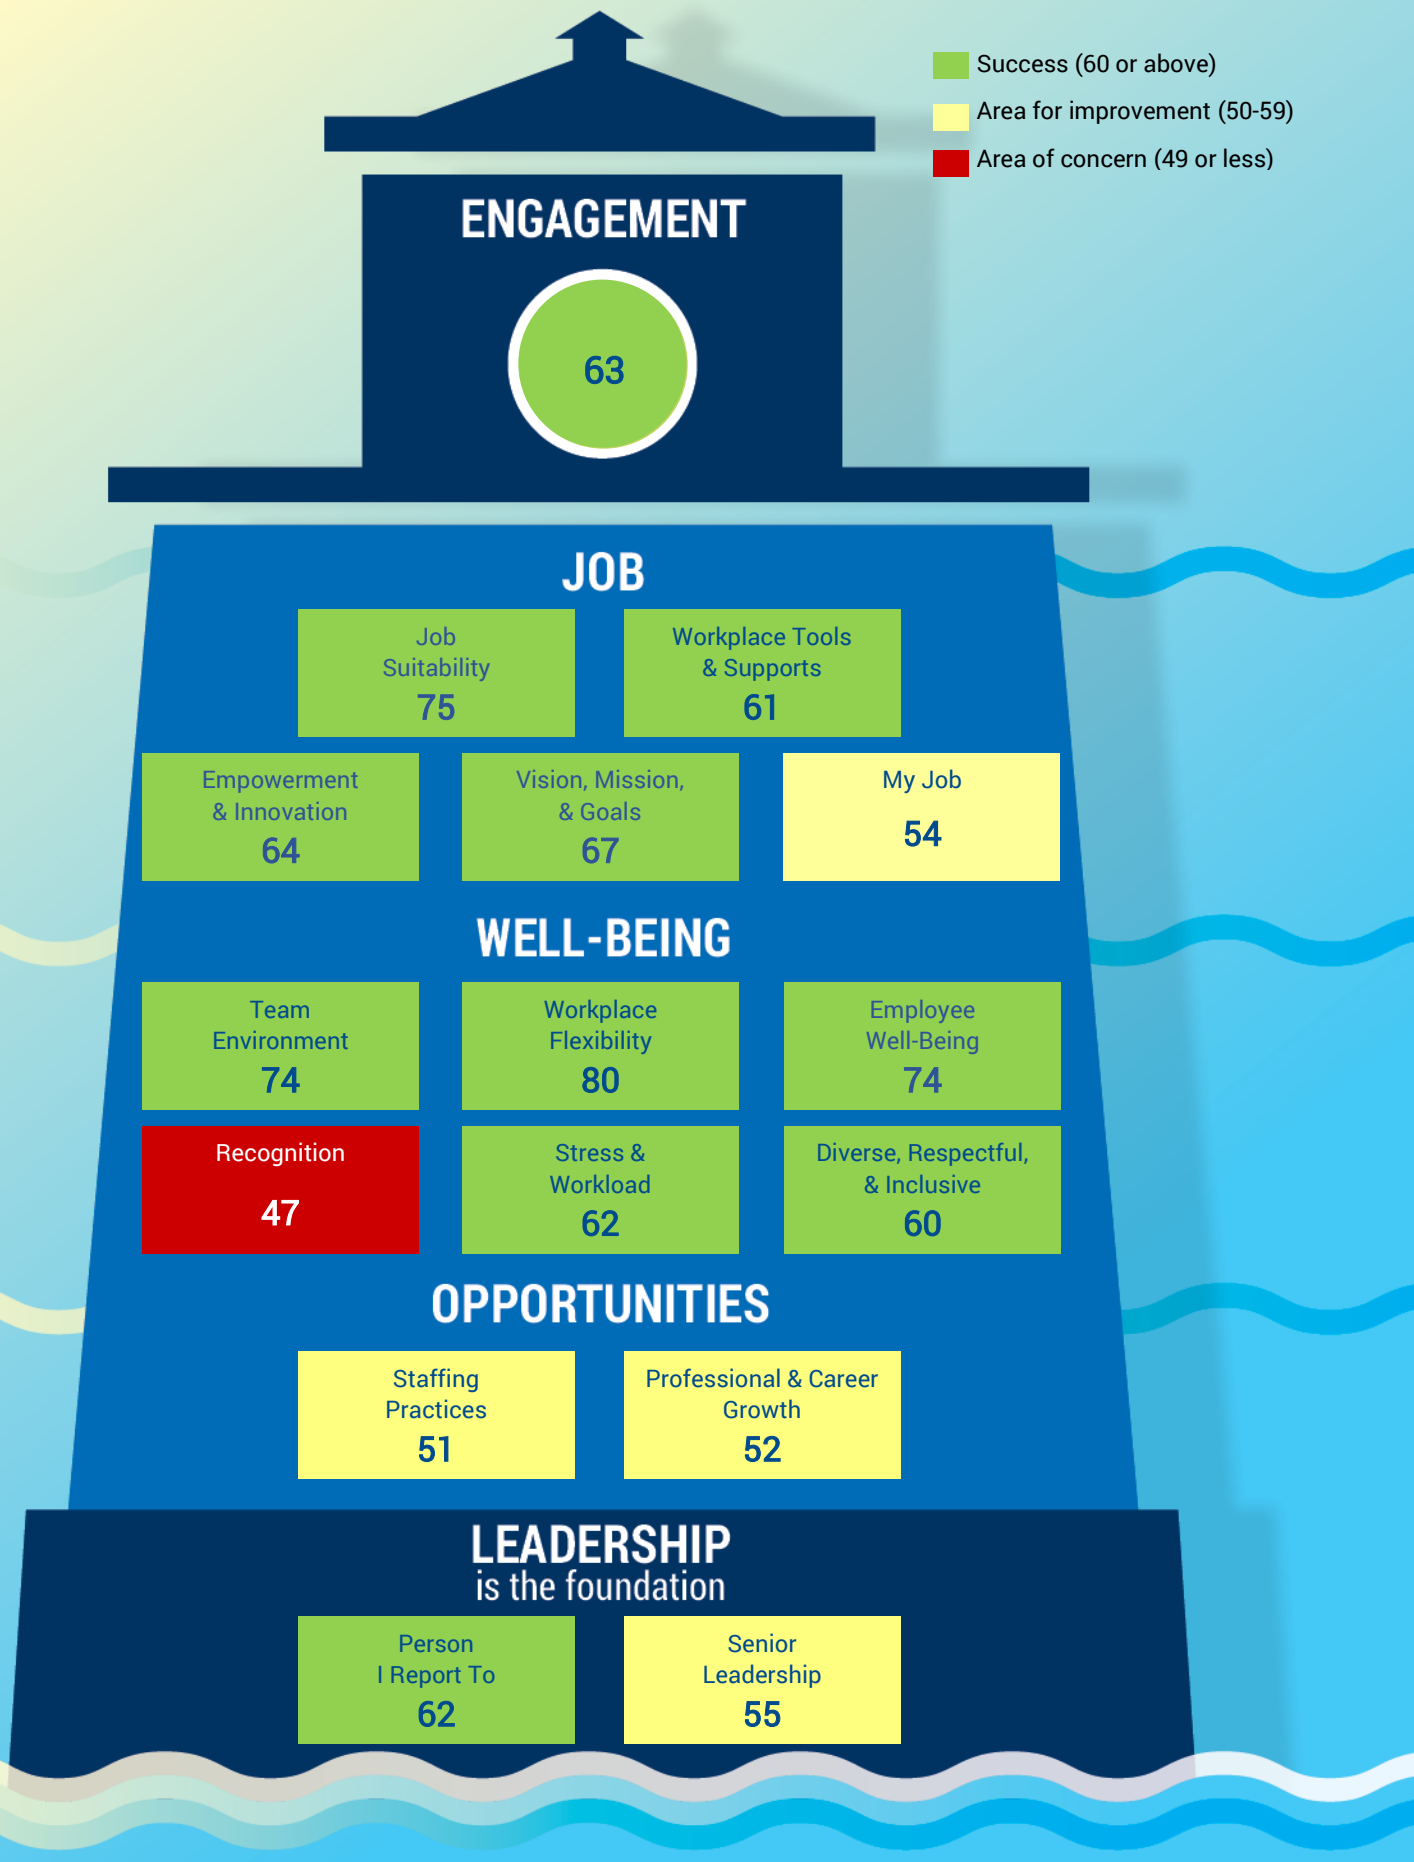 Success (60 or above)
Area for improvement (50-59)
Area of concern (49 or less)
ENGAGEMENT
63
JOB
Job
Suitability
75
Workplace Tools
& Supports
61
Empowerment
& Innovation
64
Vision, Mission,
& Goals
67
My Job
54
WELL-BEING
Team
Environment
74
Workplace
Flexibility
80
Employee
Well-Being
74
Recognition
47
Stress &
Workload
62
Diverse, Respectful,
& Inclusive
60
OPPORTUNITIES
Staffing
Practices
51
Professional & Career
Growth
52
LEADERSHIP
is the foundation
Person
I Report To
62
Senior
Leadership
55